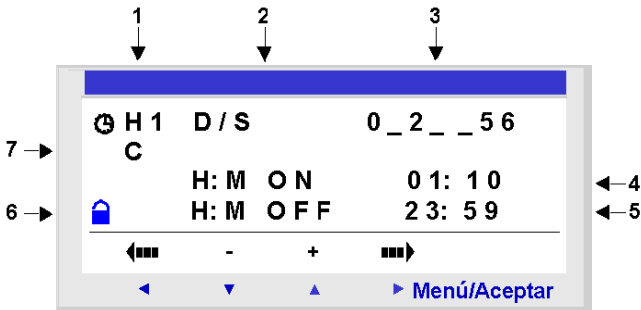 1 2 3
H1 D/S 0_2__56
7 C
H:M ON 01:10 4
6 H:M OFF 23:59 5
- +
Menú/Aceptar